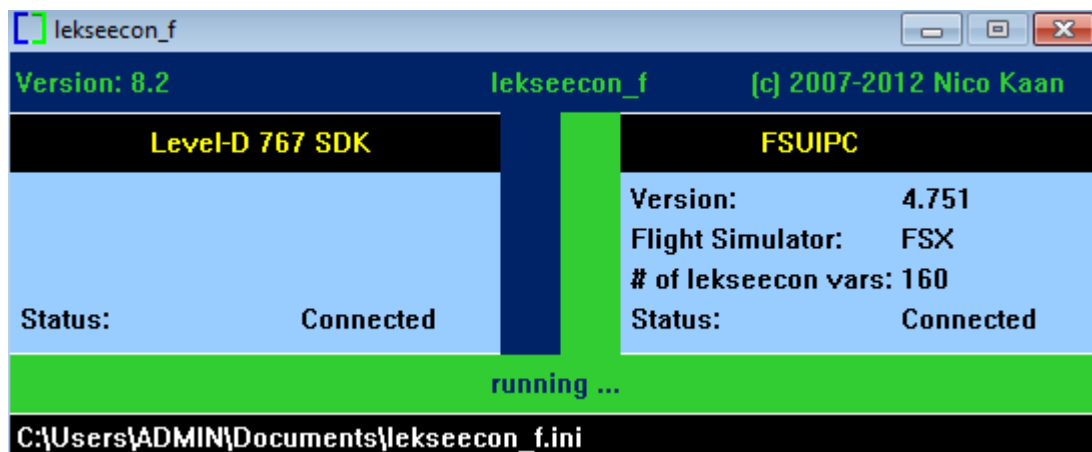 lekseecon_f
Version: 8.2 lekseecon_f (c) 2007-2012 Nico Kaan
Level-D 767 SDK
Status: Connected
FSUIPC
Version: 4.751
Flight Simulator: FSX
# of lekseecon vars: 160
Status: Connected
running ...
C:\Users\ADMIN\Documents\lekseecon_f.ini